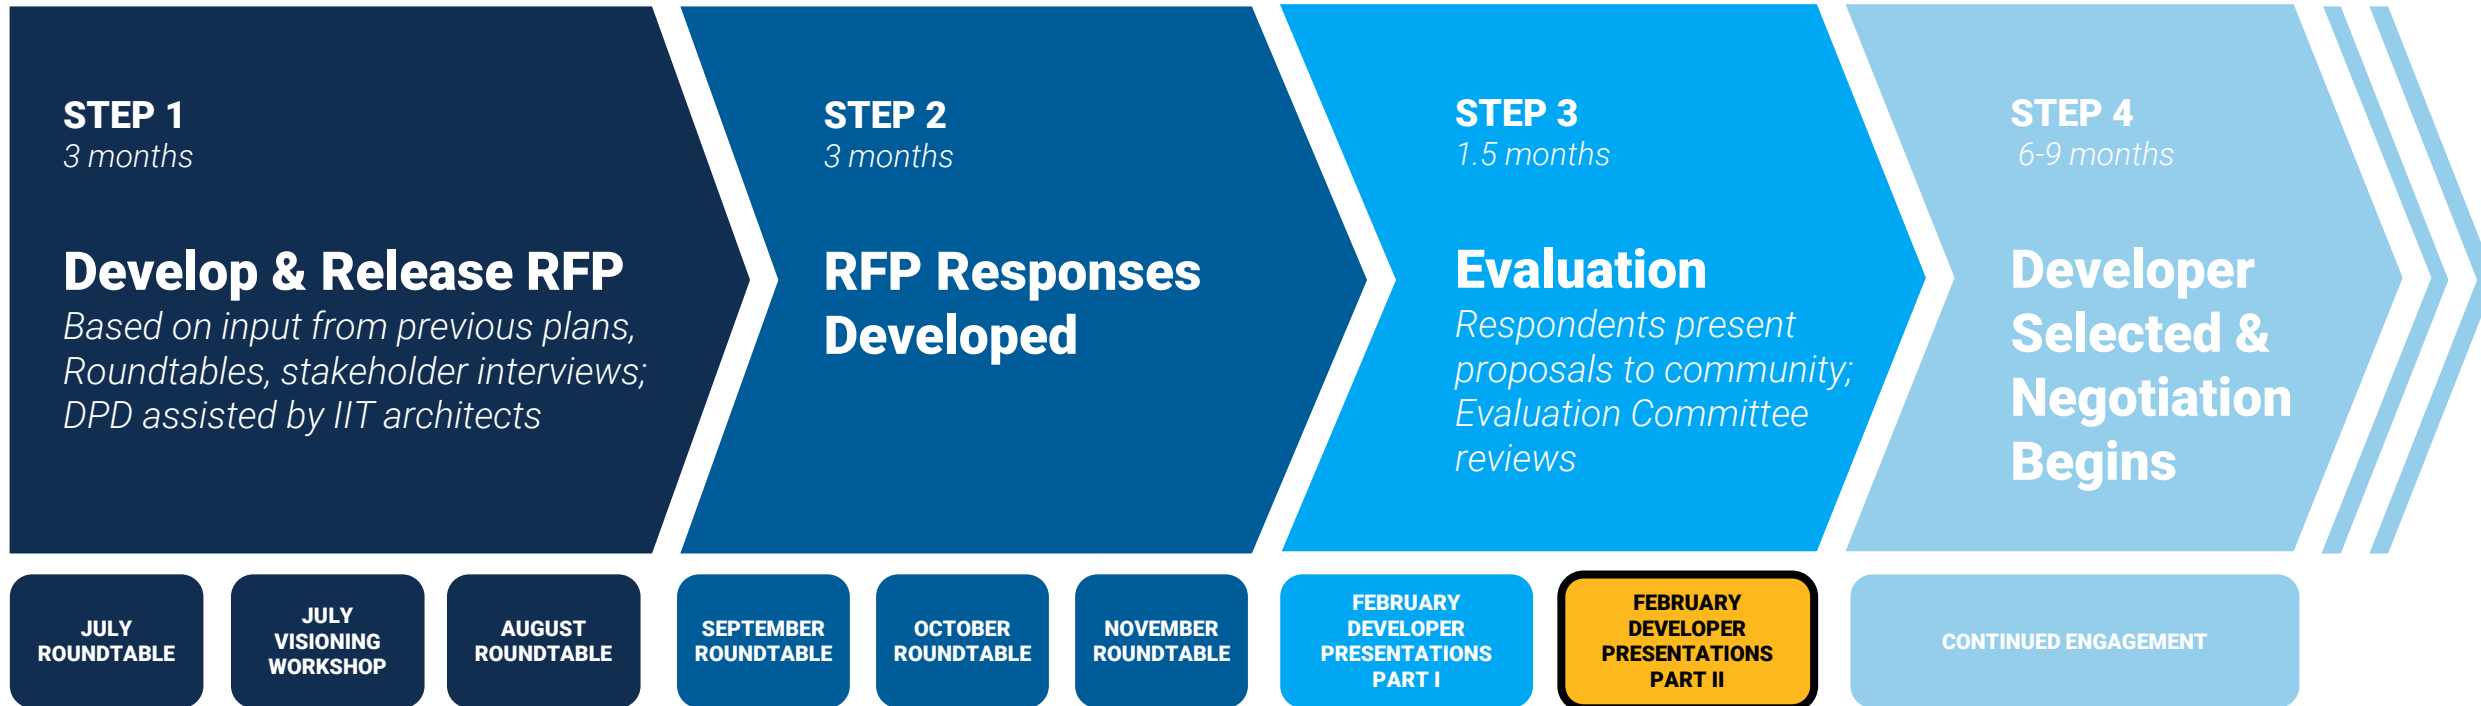 STEP 1
3 months
Develop & Release RFP
Based on input from previous plans,
Roundtables, stakeholder interviews;
DPD assisted by IIT architects
STEP 2
3 months
RFP Responses
Developed
STEP 3
1.5 months
Evaluation
Respondents present
proposals to community;
Evaluation Committee
reviews
STEP 4
6-9 months
Developer
Selected &
Negotiation
Begins
JULY
ROUNDTABLE
JULY
VISIONING
WORKSHOP
AUGUST
ROUNDTABLE
SEPTEMBER
ROUNDTABLE
OCTOBER
ROUNDTABLE
NOVEMBER
ROUNDTABLE
FEBRUARY
DEVELOPER
PRESENTATIONS
PART I
FEBRUARY
DEVELOPER
PRESENTATIONS
PART II
CONTINUED ENGAGEMENT